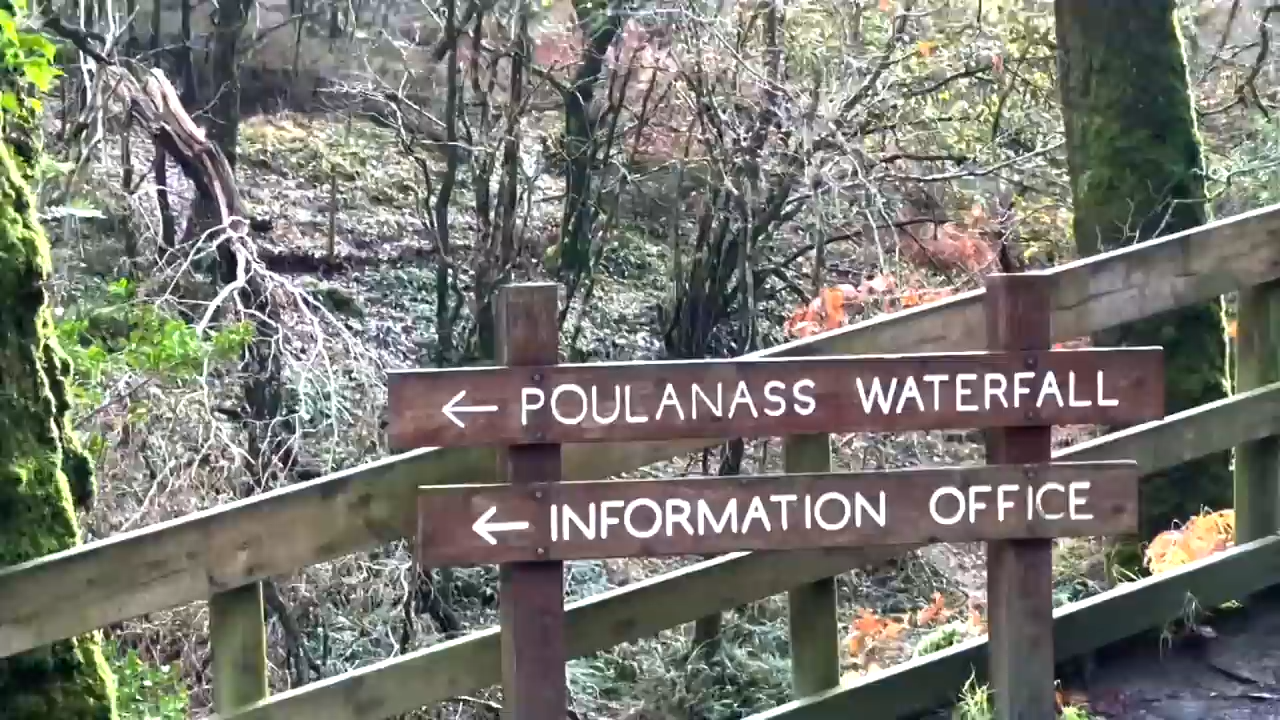 ← POULANASS WATERFALL
← INFORMATION OFFICE